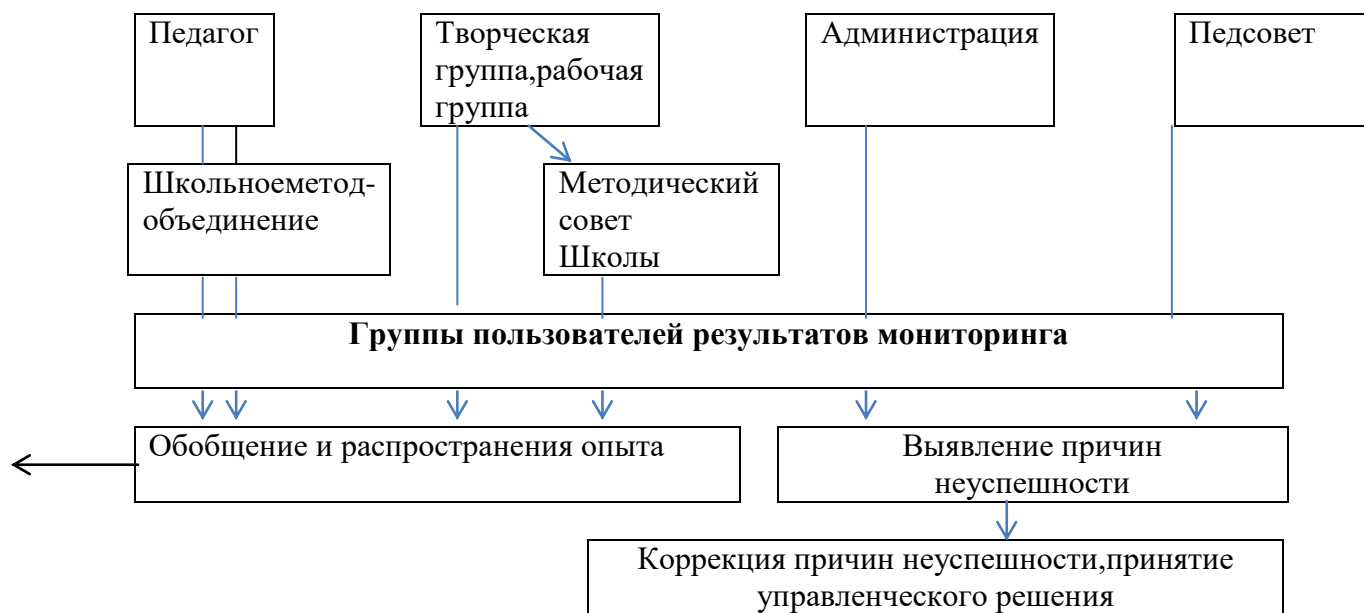 Педагог
Творческая
группа,рабочая
группа
Администрация
Педсовет
Школьноеметод-
объединение
Методический
совет
Школы
Группы пользователей результатов мониторинга
Обобщение и распространения опыта
Выявление причин
неуспешности
Коррекция причин неуспешности,принятие
управленческого решения